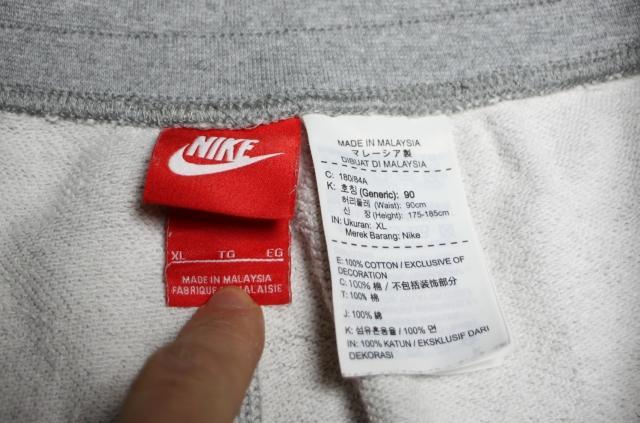 NIKE
XL TG EG
MADE IN MALAYSIA
FABRIQUE MALAISIE
MADE IN MALAYSIA
マレーシア製
DIBUAT DI MALAYSIA
C: 180/84A
K: 호칭 (Generic): 90
허리둘레 (Waist): 90cm
신 장 (Height): 175-185cm
IN: Ukuran: XL
Merek Barang: Nike
E: 100% COTTON / EXCLUSIVE OF
DECORATION
C: 100% 棉 / 不包括装饰部分
T: 100% 棉
J: 100% 綿
K: 섬유혼용율 / 100% 면
IN: 100% KATUN / EKSKLUSIF DARI
DEKORASI